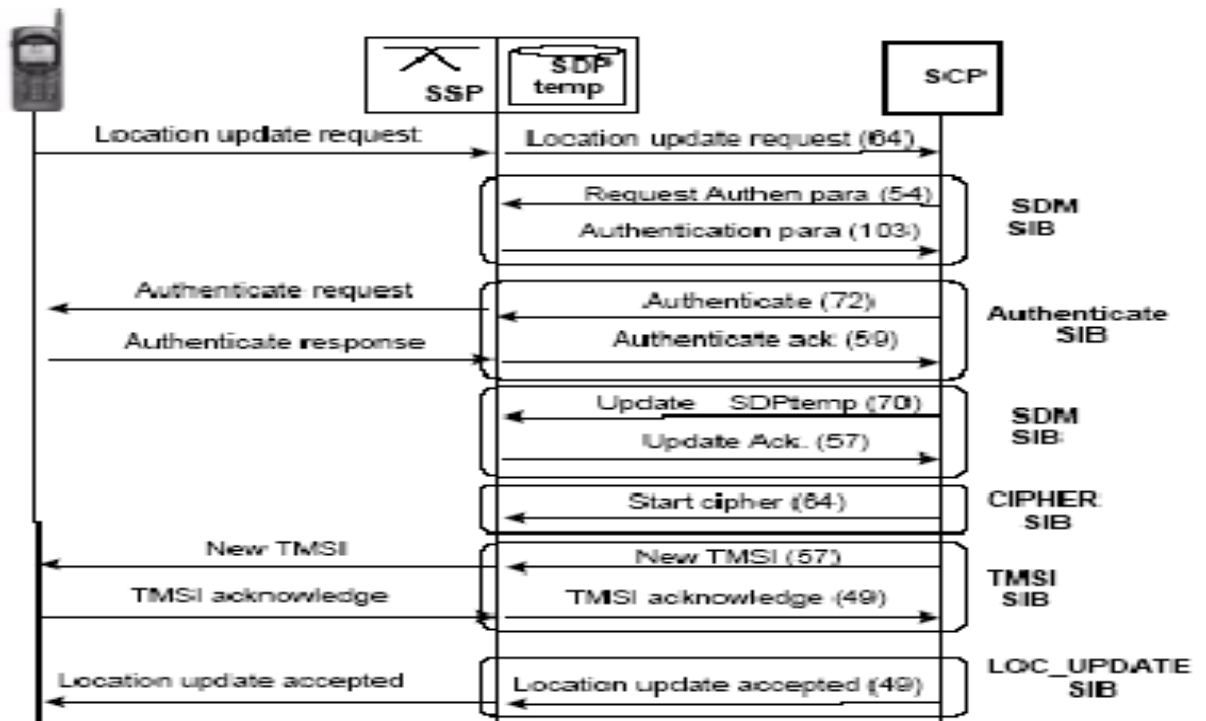 SSP
SDP
temp
SCP
Location update request
Location update request (64)
Request Authen para (54)
Authentication para (103)
SDM
SIB
Authenticate request
Authenticate (72)
Authenticate response
Authenticate ack (59)
Authenticate
SIB
Update SDPtemp (70)
Update Ack. (57)
SDM
SIB
Start cipher (64)
CIPHER
SIB
New TMSI
New TMSI (57)
TMSI acknowledge
TMSI acknowledge (49)
TMSI
SIB
Location update accepted
Location update accepted (49)
LOC_UPDATE
SIB